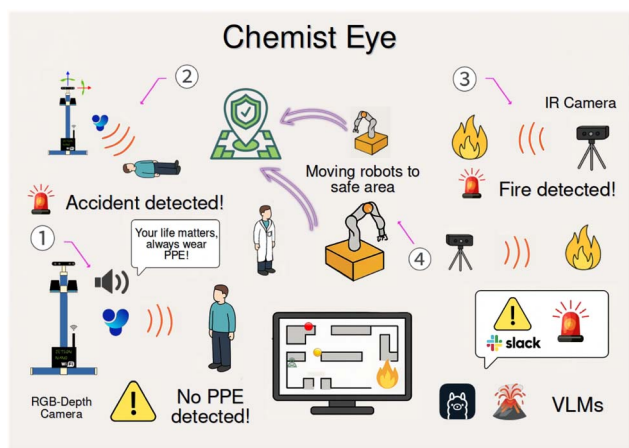 Chemist Eye
2
3
IR Camera
Moving robots to
safe area
Accident detected!
Fire detected!
1
Your life matters,
always wear
PPE!
4
slack
RGB-Depth
Camera
No PPE
detected!
VLMs